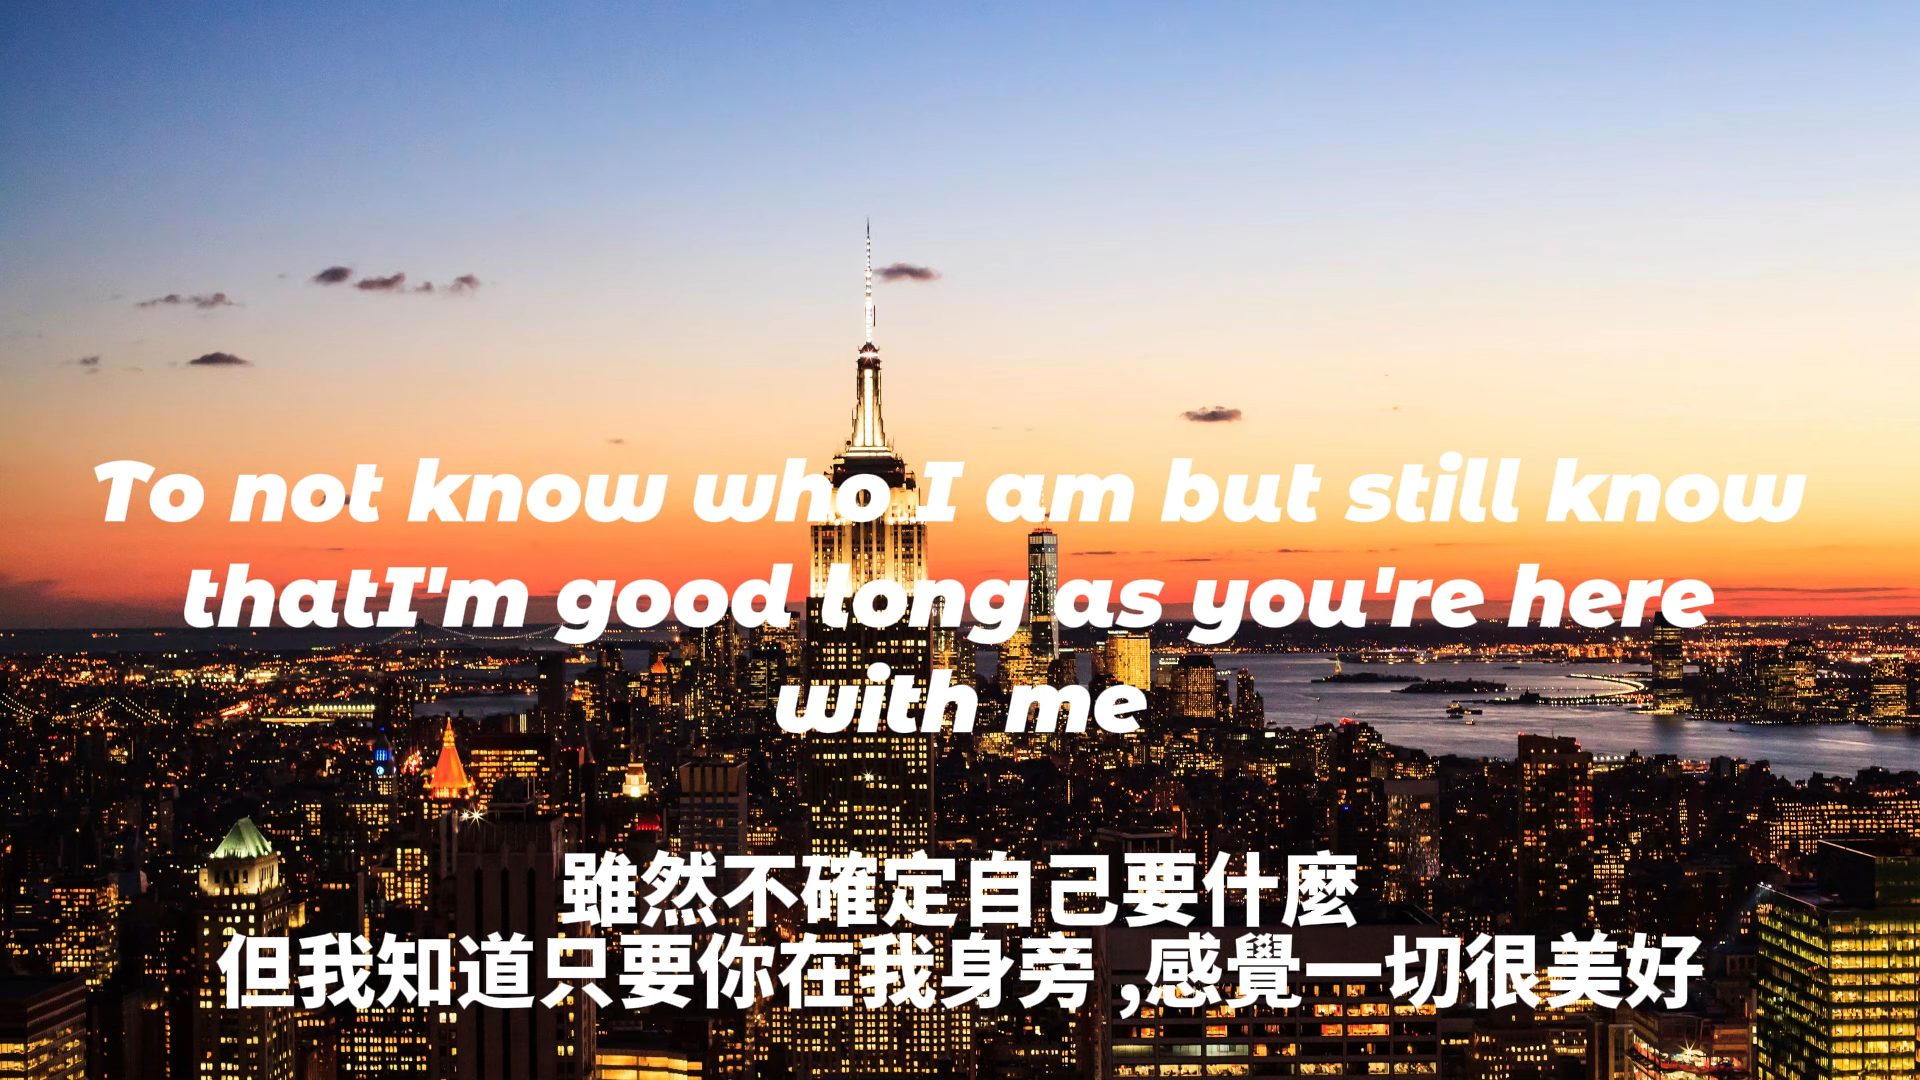 To not know who I am but still know
thatI'm good long as you're here
with me
雖然不確定自己要什麼
但我知道只要你在我身旁 ,感覺一切很美好